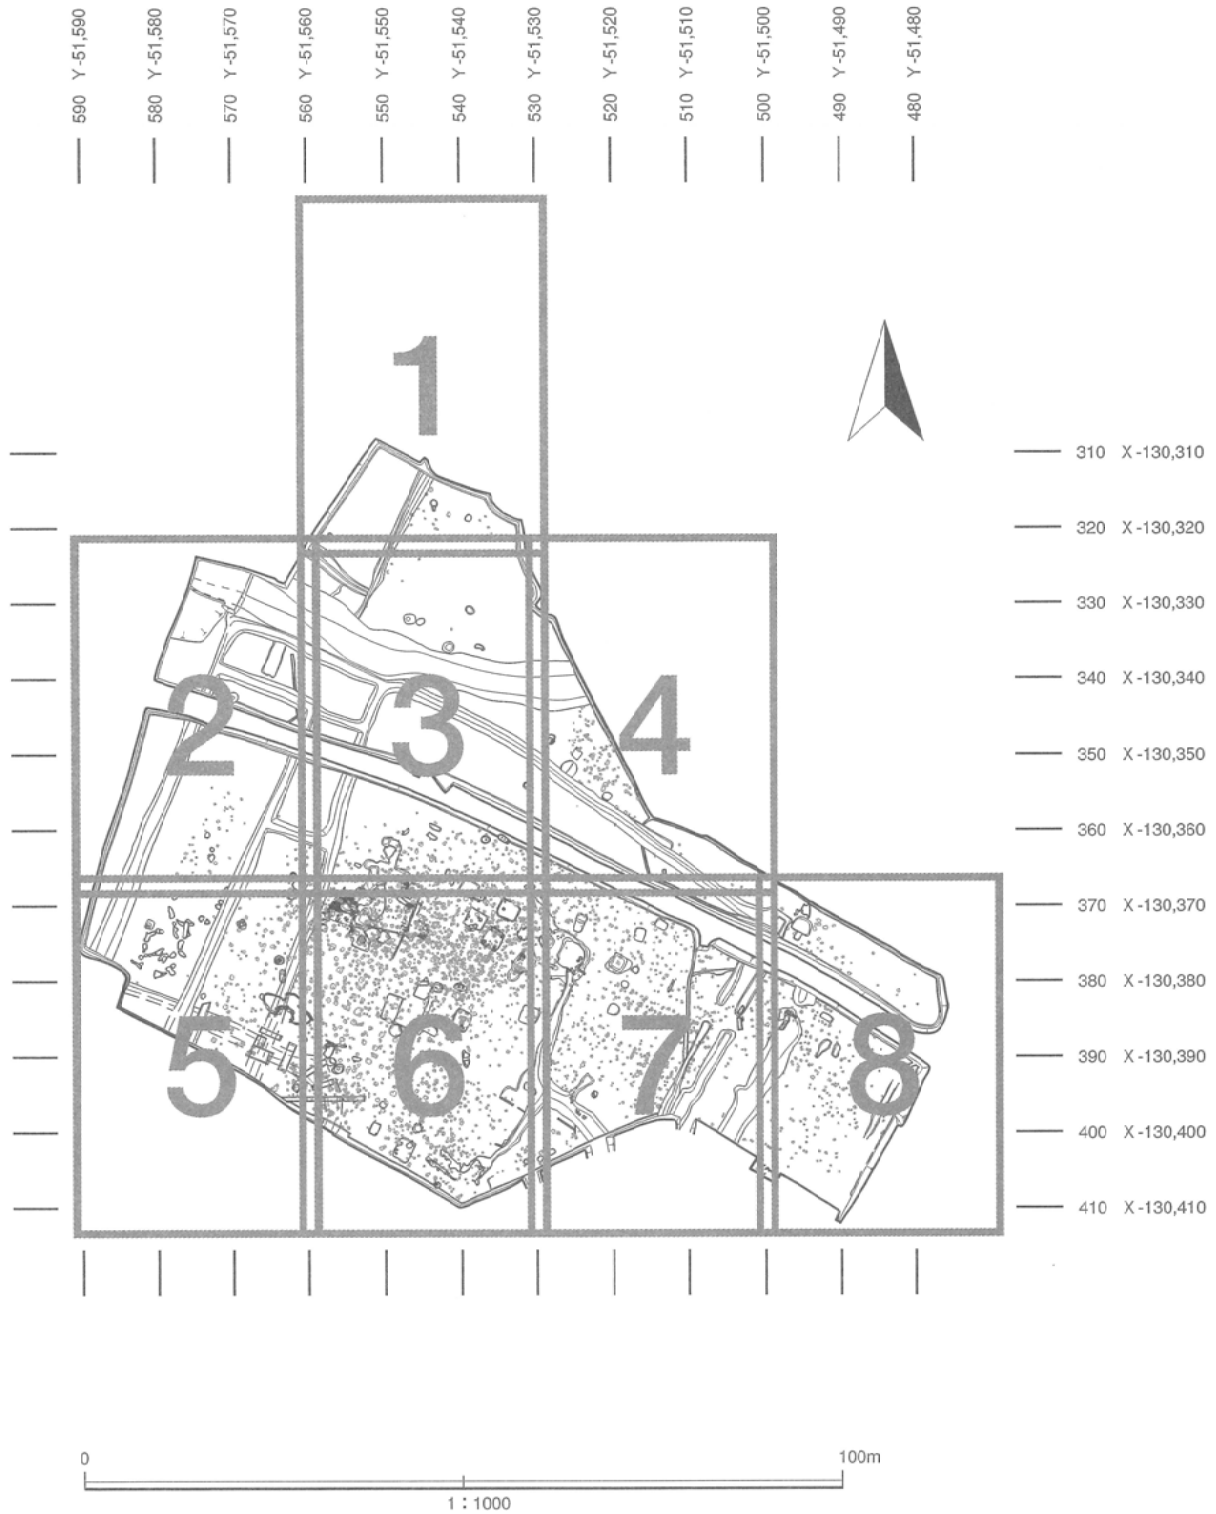 590 Y -51,590
580 Y -51,580
570 Y -51,570
560 Y -51,560
550 Y -51,550
540 Y -51,540
530 Y -51,530
520 Y -51,520
510 Y -51,510
500 Y -51,500
490 Y -51,490
480 Y -51,480
1
310 X -130,310
320 X -130,320
330 X -130,330
340 X -130,340
2 3 4
350 X -130,350
360 X -130,360
370 X -130,370
380 X -130,380
5 6 7 8
390 X -130,390
400 X -130,400
410 X -130,410
0 100m
1 : 1000